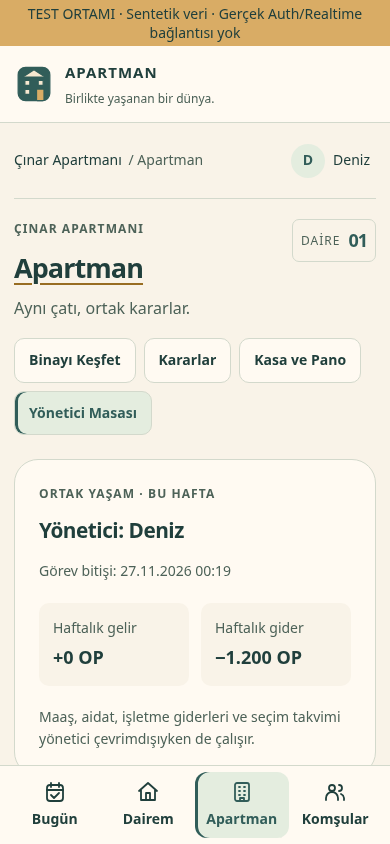 TEST ORTAMI · Sentetik veri · Gerçek Auth/Realtime
bağlantısı yok
APARTMAN
Birlikte yaşanan bir dünya.
Çınar Apartmanı / Apartman
D Deniz
ÇINAR APARTMANI
DAİRE 01
Apartman
Aynı çatı, ortak kararlar.
Binayı Keşfet
Kararlar
Kasa ve Pano
Yönetici Masası
ORTAK YAŞAM · BU HAFTA
Yönetici: Deniz
Görev bitişi: 27.11.2026 00:19
Haftalık gelir
+0 OP
Haftalık gider
−1.200 OP
Maaş, aidat, işletme giderleri ve seçim takvimi
yönetici çevrimdışıyken de çalışır.
Bugün
Dairem
Apartman
Komşular